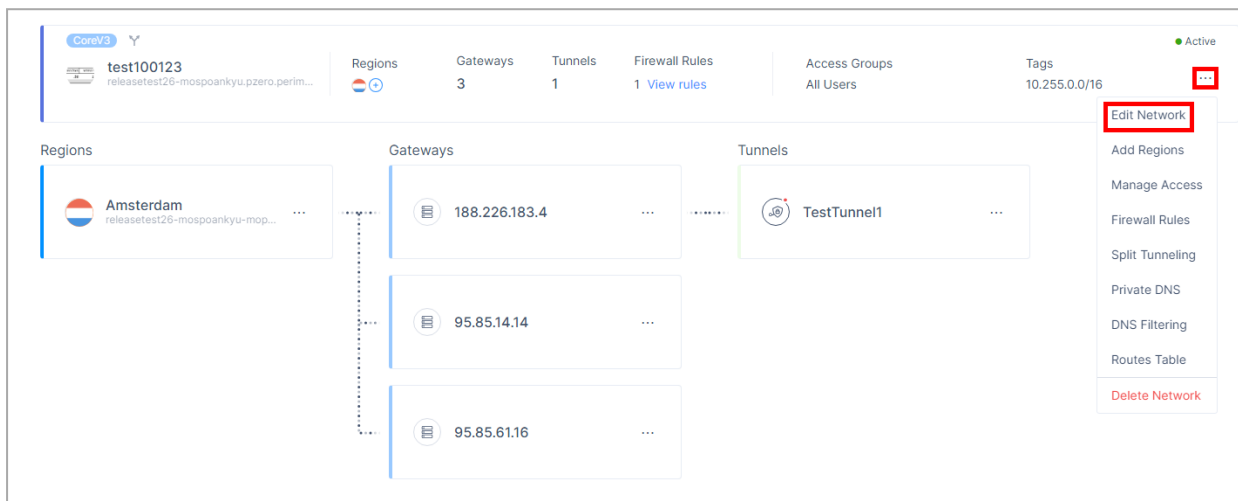 CoreV3
Active
test100123
releasetest26-mospoankyu.pzero.perim...
Regions
Gateways
3
Tunnels
1
Firewall Rules
1 View rules
Access Groups
All Users
Tags
10.255.0.0/16
...
Edit Network
Add Regions
Manage Access
Firewall Rules
Split Tunneling
Private DNS
DNS Filtering
Routes Table
Delete Network
Regions
Gateways
Tunnels
Amsterdam
releasetest26-mospoankyu-mop...
...
188.226.183.4
...
TestTunnel1
...
95.85.14.14
...
95.85.61.16
...